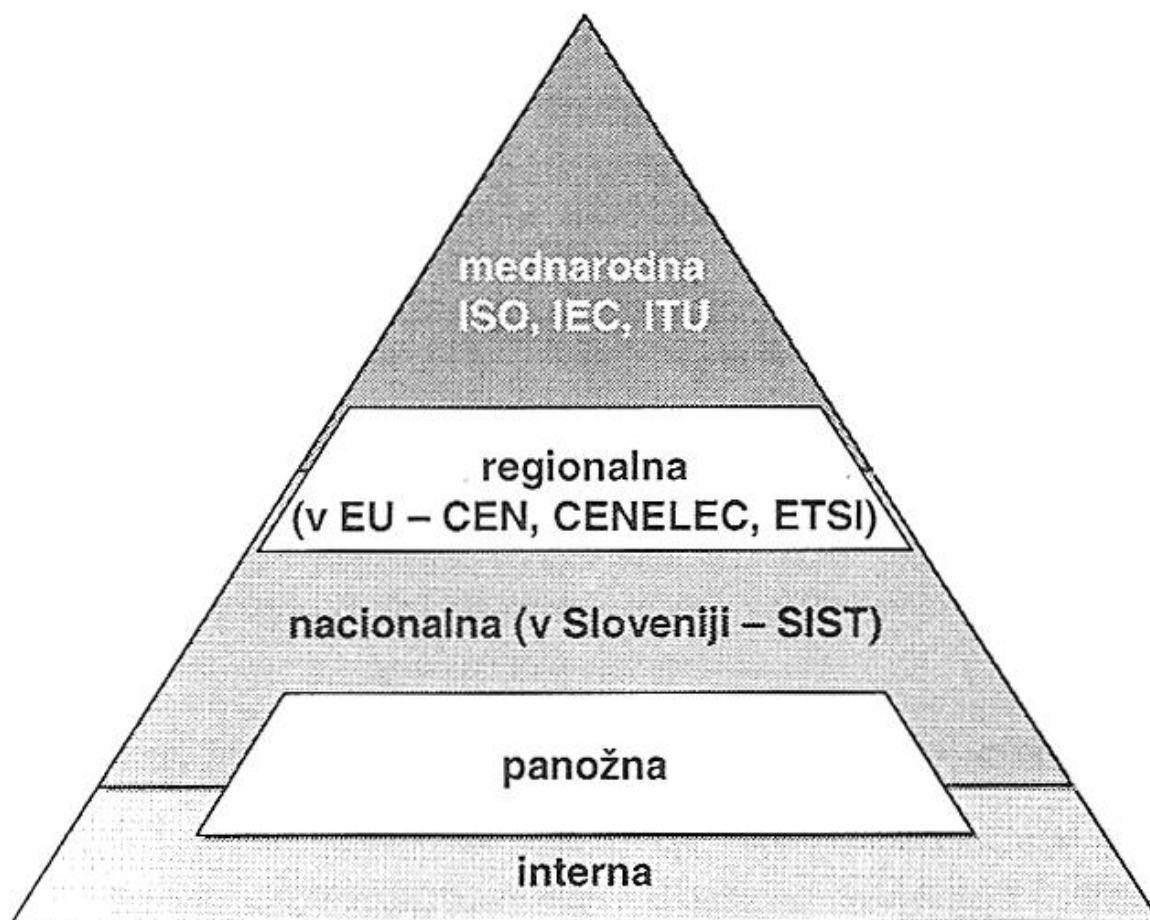 mednarodna
ISO, IEC, ITU
regionalna
(v EU – CEN, CENELEC, ETSI)
nacionalna (v Sloveniji – SIST)
panožna
interna